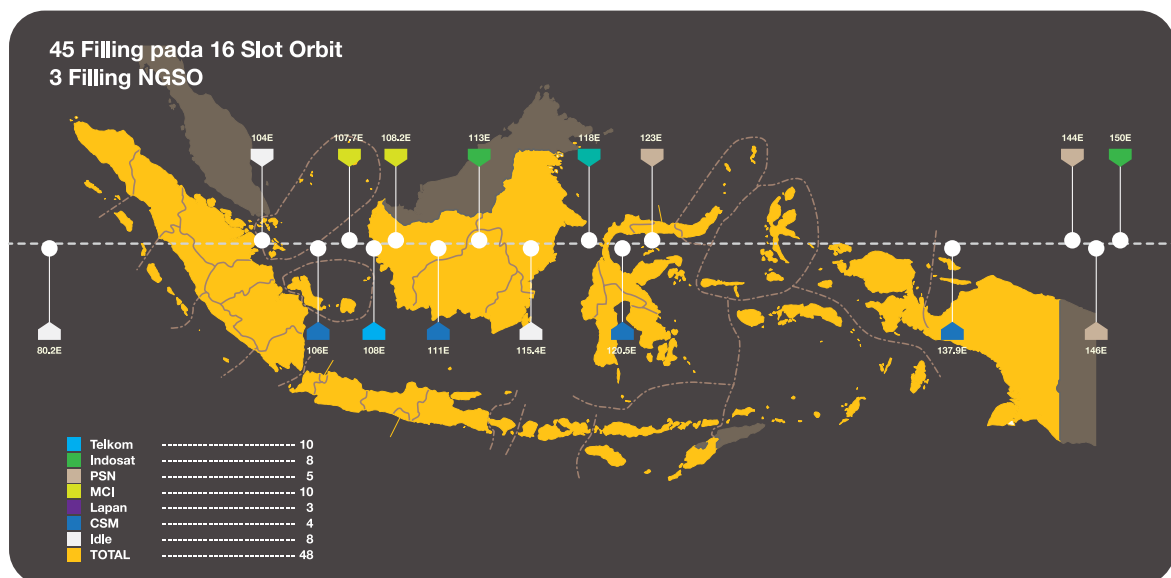 45 Filling pada 16 Slot Orbit
3 Filling NGSO
104E 107.7E 108.2E 113E 118E 123E 144E 150E
80.2E 106E 108E 111E 115.4E 120.5E 137.9E 146E
Telkom 10
Indosat 8
PSN 5
MCI 10
Lapan 3
CSM 4
Idle 8
TOTAL 48